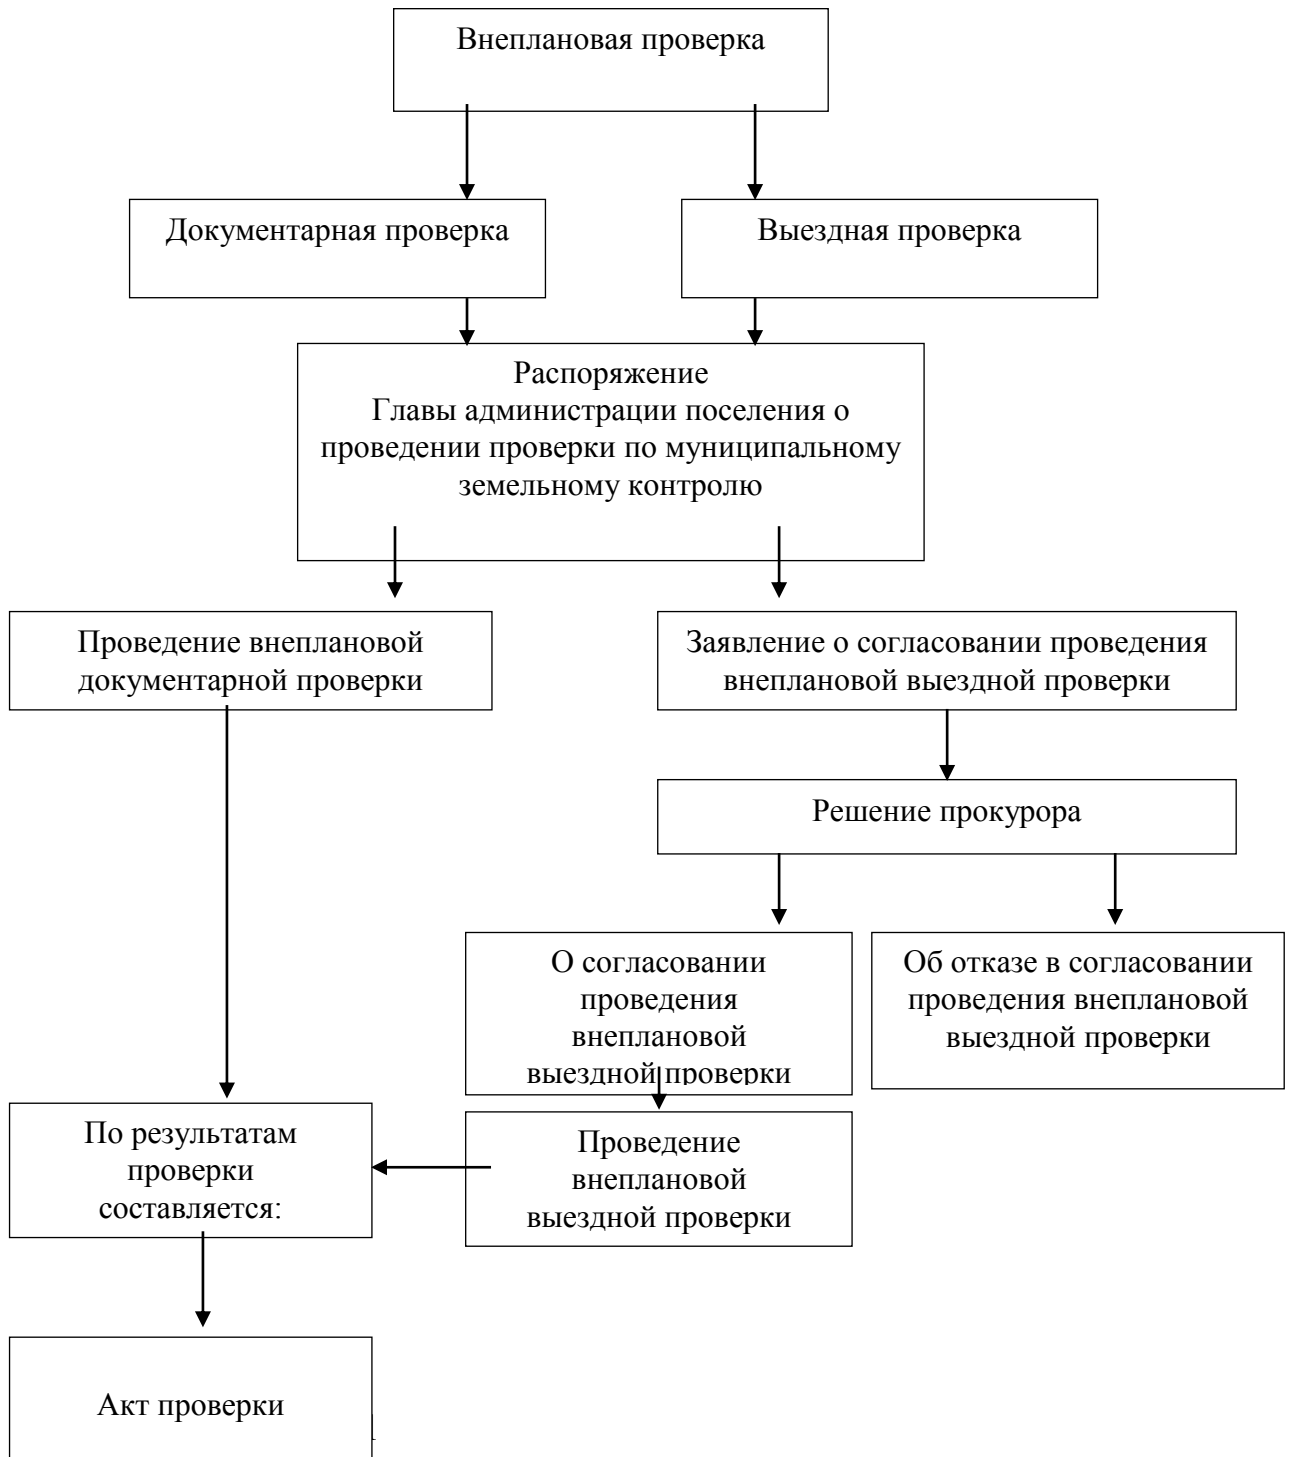 Внеплановая проверка
Документарная проверка
Выездная проверка
Распоряжение
Главы администрации поселения о
проведении проверки по муниципальному
земельному контролю
Проведение внеплановой
документарной проверки
Заявление о согласовании проведения
внеплановой выездной проверки
Решение прокурора
О согласовании
проведения
внеплановой
выездной проверки
Об отказе в согласовании
проведения внеплановой
выездной проверки
По результатам
проверки
составляется:
Проведение
внеплановой
выездной проверки
Акт проверки